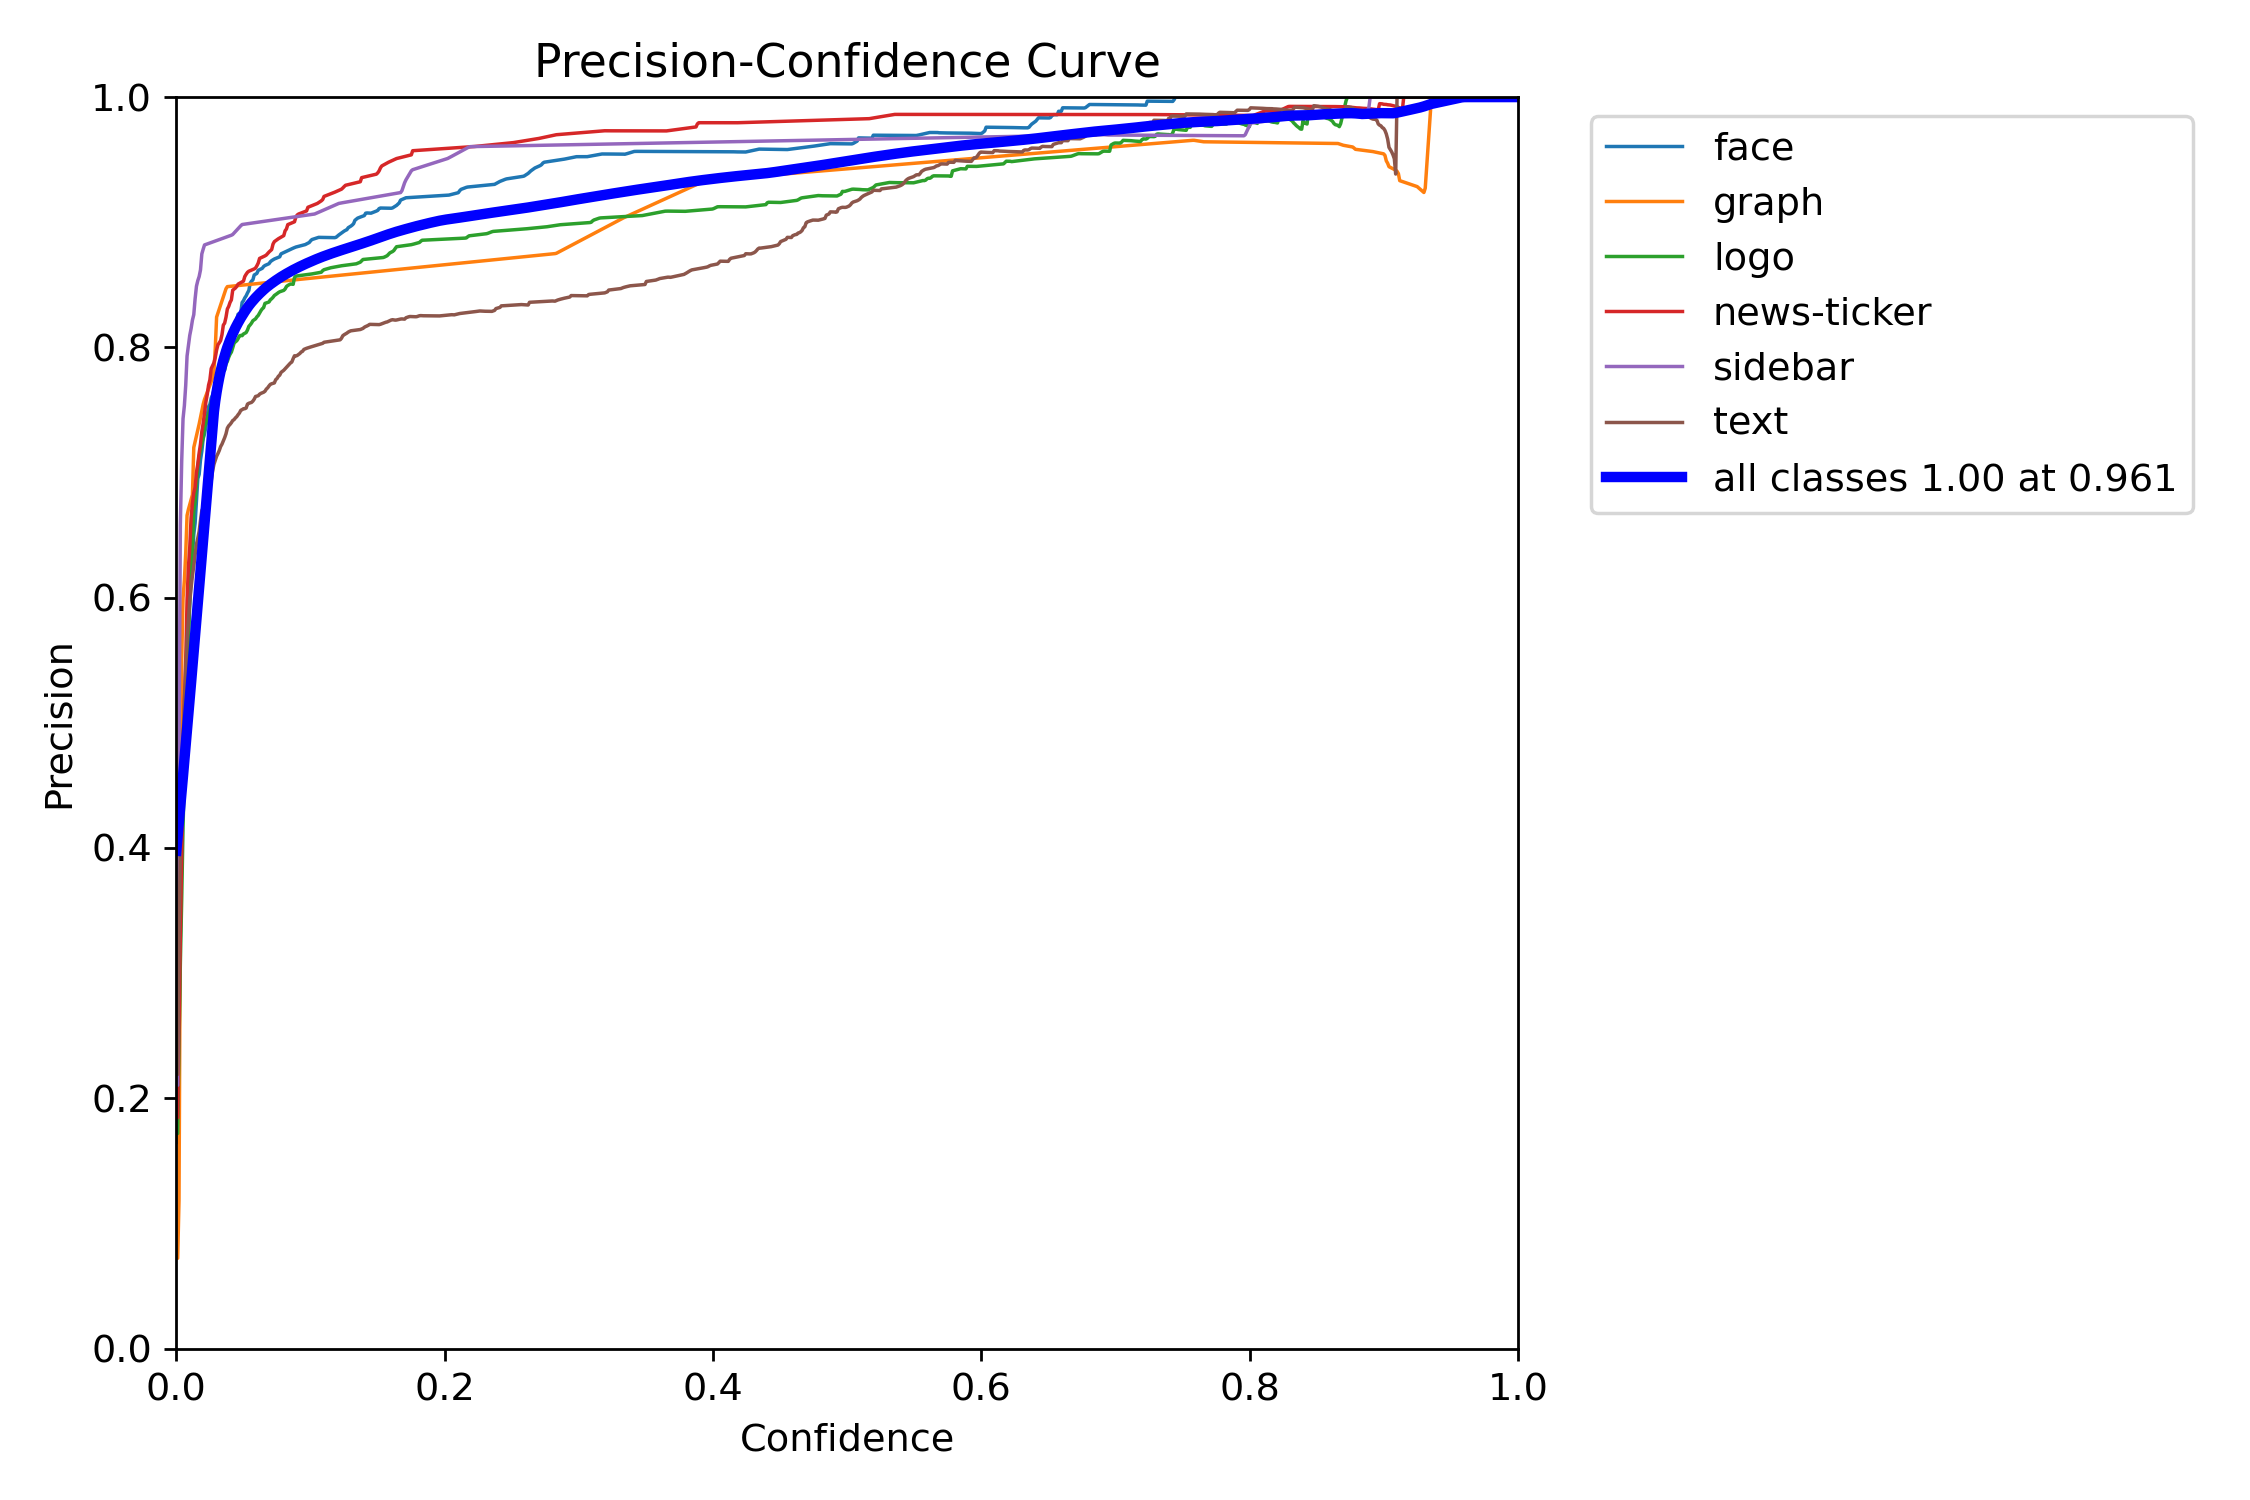 Precision-Confidence Curve
1.0
0.8
0.6
0.4
0.2
0.0
Precision
0.0 0.2 0.4 0.6 0.8 1.0
Confidence
face
graph
logo
news-ticker
sidebar
text
all classes 1.00 at 0.961